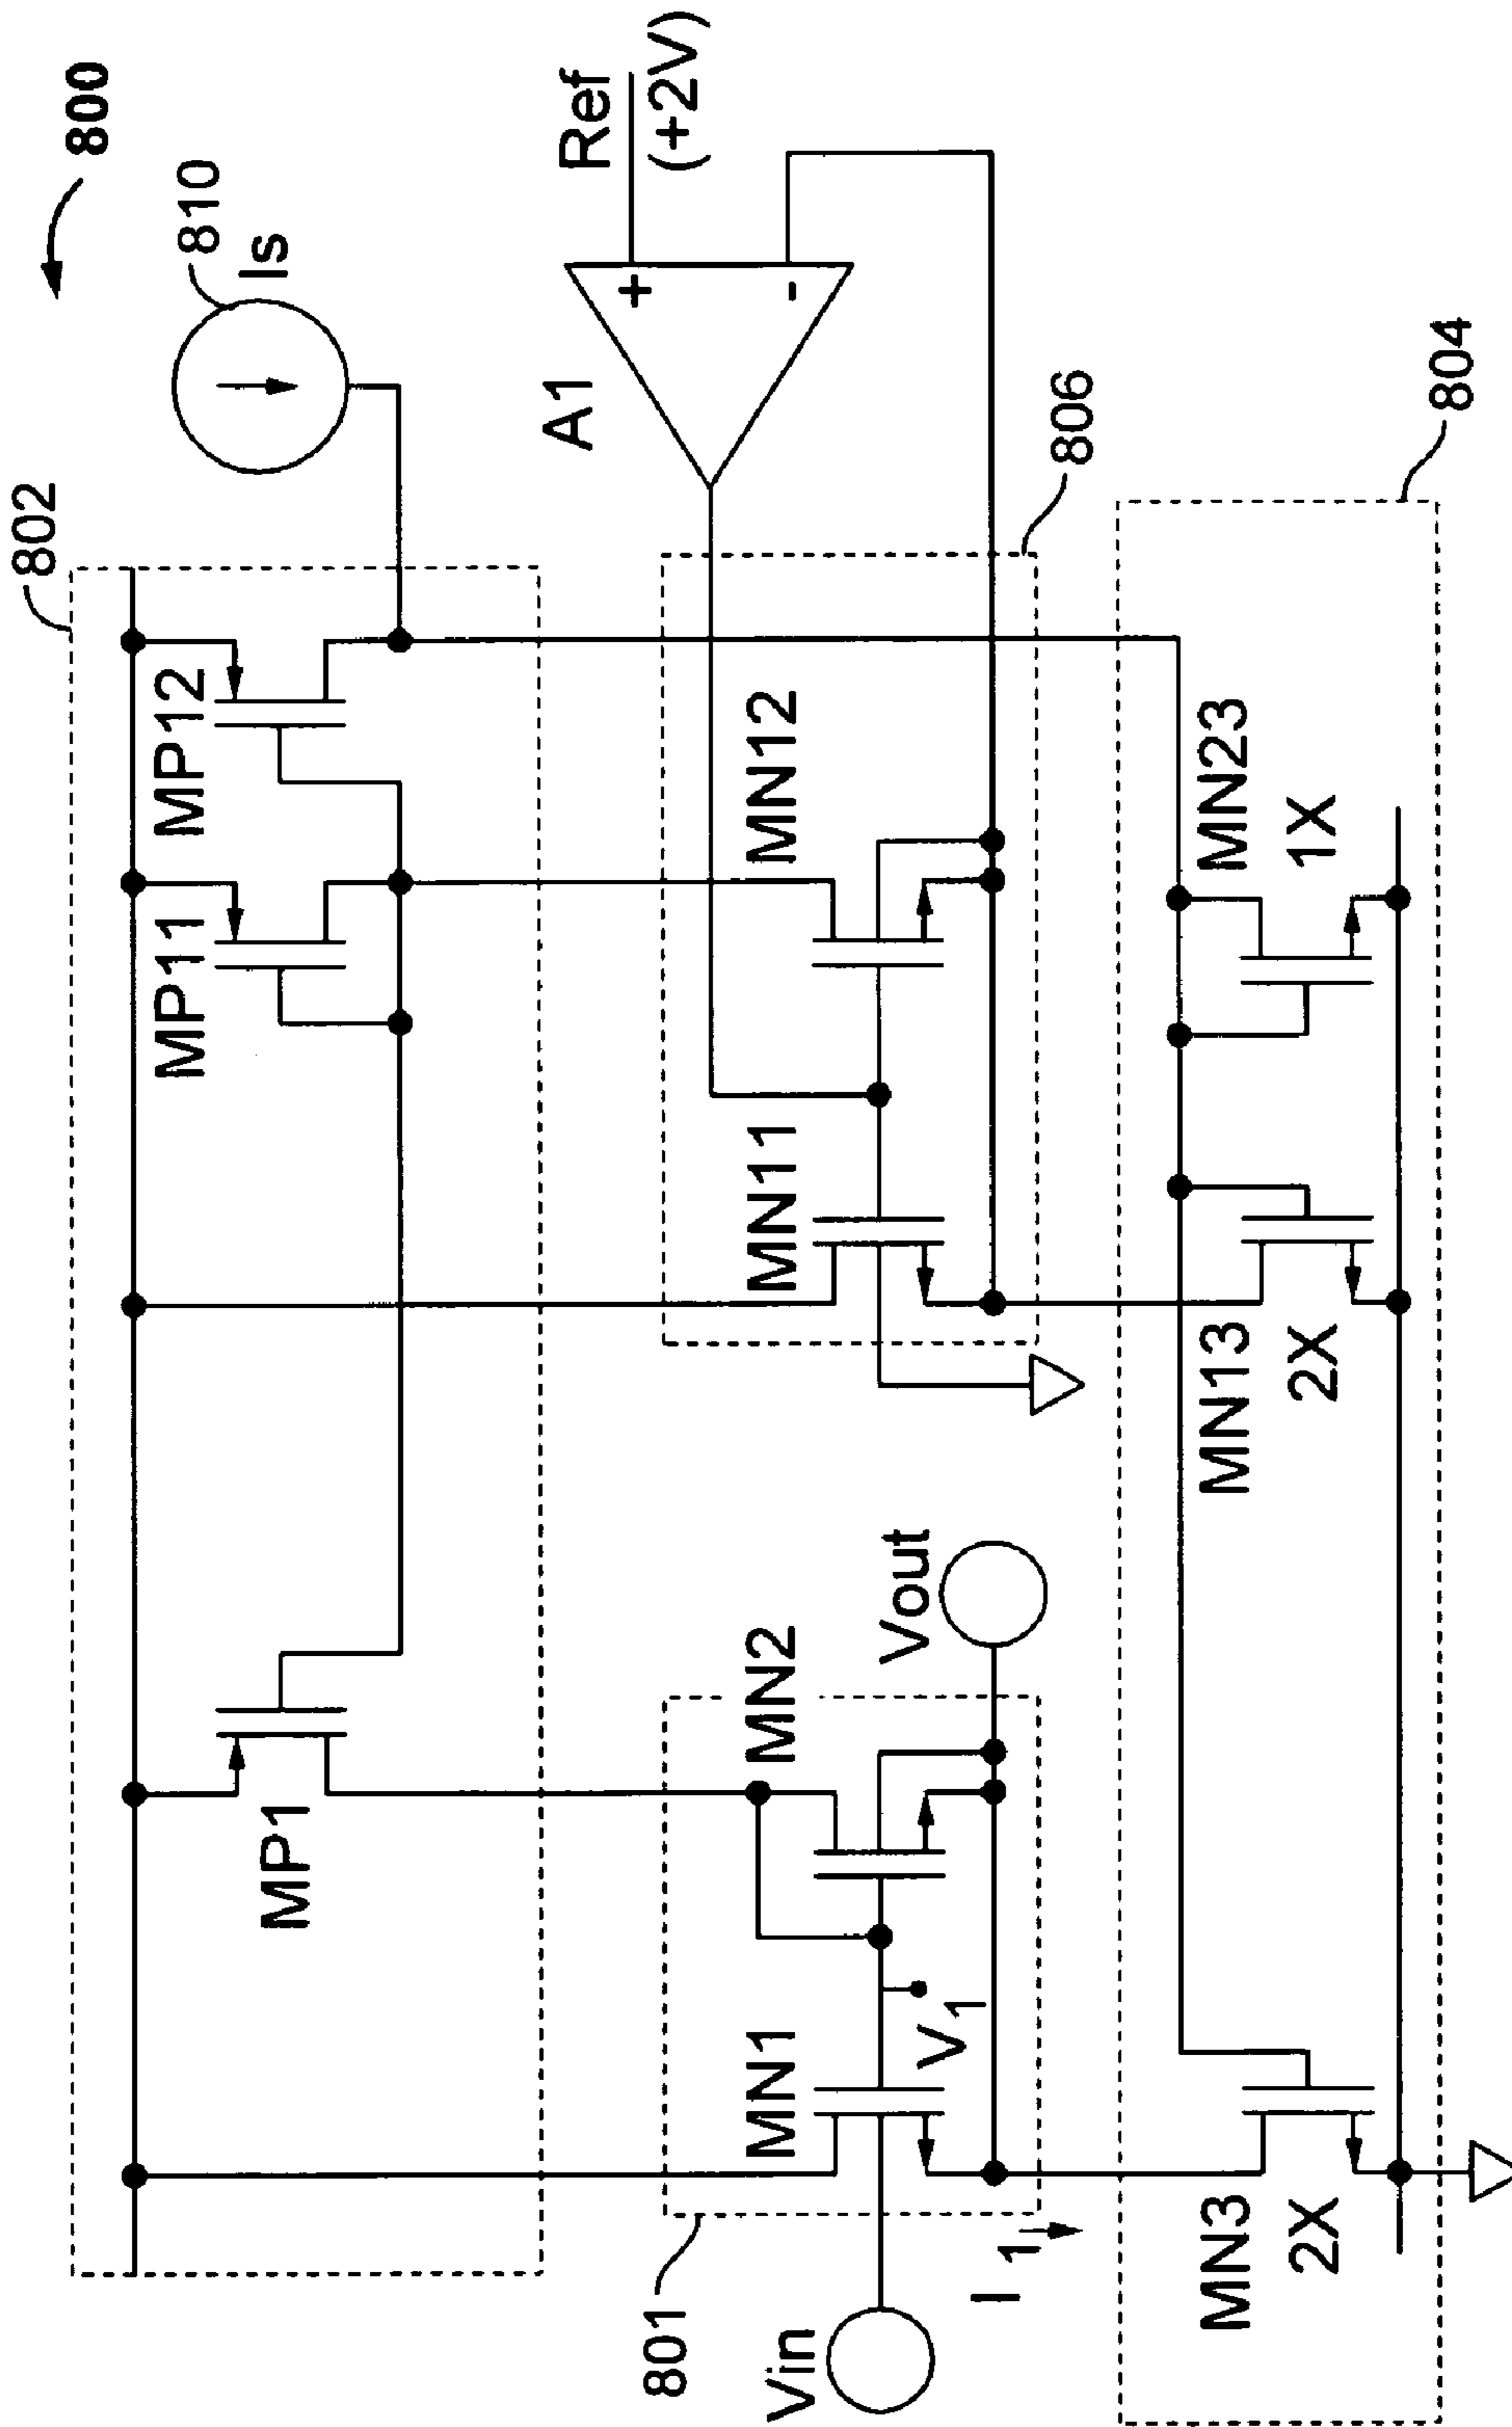 800
802
810
Is
MP1
MP11
MP12
A1
Ref
(+2V)
+
-
801
MN1
MN2
MN11
MN12
806
Vin
V1
Vout
I1
804
MN3
2X
MN13
2X
MN23
1X